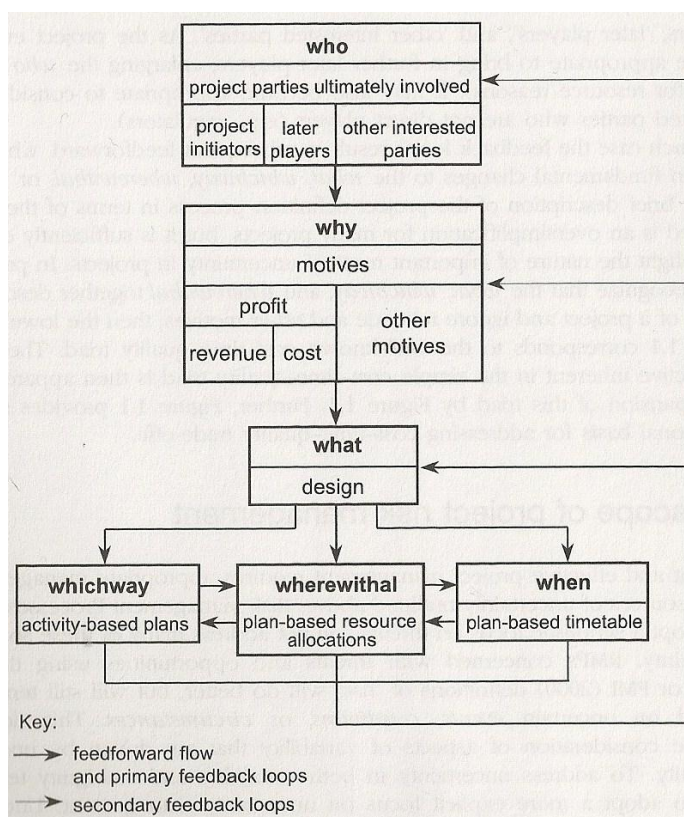 who
project parties ultimately involved
project
initiators
later
players
other interested
parties
why
motives
profit
revenue
cost
other
motives
what
design
whichway
activity-based plans
wherewithal
plan-based resource
allocations
when
plan-based timetable
Key:
feedforward flow
and primary feedback loops
secondary feedback loops